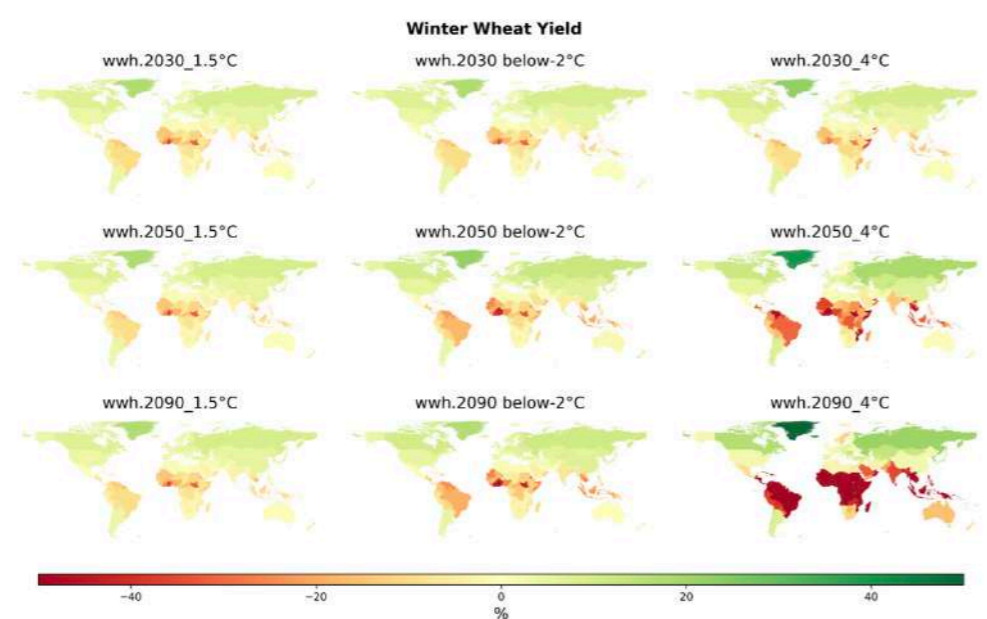 Winter Wheat Yield
wwh.2030_1.5°C wwh.2030 below-2°C wwh.2030_4°C
wwh.2050_1.5°C wwh.2050 below-2°C wwh.2050_4°C
wwh.2090_1.5°C wwh.2090 below-2°C wwh.2090_4°C
−40 −20 0 20 40
%